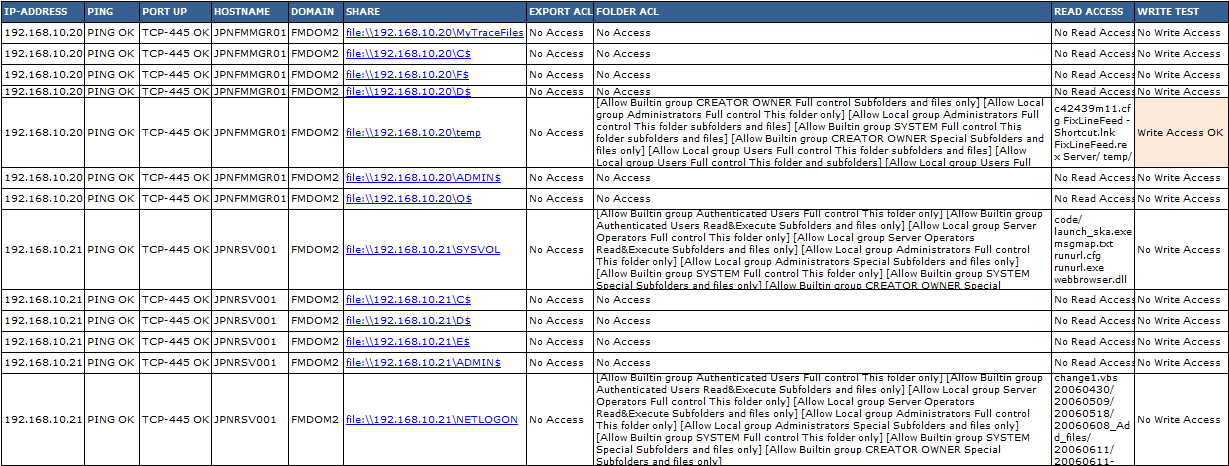 IP-ADDRESS PING PORT UP HOSTNAME DOMAIN SHARE EXPORT ACL FOLDER ACL READ ACCESS WRITE TEST
192.168.10.20 PING OK TCP-445 OK JPNFMMGR01 FMDOM2 file:\\192.168.10.20\MyTraceFiles No Access No Access No Read Access No Write Access
192.168.10.20 PING OK TCP-445 OK JPNFMMGR01 FMDOM2 file:\\192.168.10.20\C$ No Access No Access No Read Access No Write Access
192.168.10.20 PING OK TCP-445 OK JPNFMMGR01 FMDOM2 file:\\192.168.10.20\F$ No Access No Access No Read Access No Write Access
192.168.10.20 PING OK TCP-445 OK JPNFMMGR01 FMDOM2 file:\\192.168.10.20\D$ No Access No Access No Read Access No Write Access
192.168.10.20 PING OK TCP-445 OK JPNFMMGR01 FMDOM2 file:\\192.168.10.20\temp No Access
[Allow Builtin group CREATOR OWNER Full control Subfolders and files only] [Allow Local
group Administrators Full control This folder only] [Allow Local group Administrators Full
control This folder subfolders and files] [Allow Builtin group SYSTEM Full control This
folder subfolders and files] [Allow Builtin group CREATOR OWNER Special Subfolders and
files only] [Allow Local group Users Full control This folder subfolders and files] [Allow
Local group Users Full control This folder and subfolders] [Allow Local group Users Full
c42439m11.cf
g FixLineFeed -
Shortcut.lnk
FixLineFeed.re
x Server/ temp/
Write Access OK
192.168.10.20 PING OK TCP-445 OK JPNFMMGR01 FMDOM2 file:\\192.168.10.20\ADMIN$ No Access No Access No Read Access No Write Access
192.168.10.20 PING OK TCP-445 OK JPNFMMGR01 FMDOM2 file:\\192.168.10.20\Q$ No Access No Access No Read Access No Write Access
192.168.10.21 PING OK TCP-445 OK JPNRSV001 FMDOM2 file:\\192.168.10.21\SYSVOL No Access
[Allow Builtin group Authenticated Users Full control This folder only] [Allow Builtin group
Authenticated Users Read&Execute Subfolders and files only] [Allow Local group Server
Operators Full control This folder only] [Allow Local group Server Operators
Read&Execute Subfolders and files only] [Allow Local group Administrators Full control
This folder only] [Allow Local group Administrators Special Subfolders and files only]
[Allow Builtin group SYSTEM Full control This folder only] [Allow Builtin group SYSTEM
Special Subfolders and files only] [Allow Builtin group CREATOR OWNER Special
code/
launch_ska.exe
msgmap.txt
runurl.cfg
runurl.exe
webbrowser.dll
No Write Access
192.168.10.21 PING OK TCP-445 OK JPNRSV001 FMDOM2 file:\\192.168.10.21\C$ No Access No Access No Read Access No Write Access
192.168.10.21 PING OK TCP-445 OK JPNRSV001 FMDOM2 file:\\192.168.10.21\D$ No Access No Access No Read Access No Write Access
192.168.10.21 PING OK TCP-445 OK JPNRSV001 FMDOM2 file:\\192.168.10.21\E$ No Access No Access No Read Access No Write Access
192.168.10.21 PING OK TCP-445 OK JPNRSV001 FMDOM2 file:\\192.168.10.21\ADMIN$ No Access No Access No Read Access No Write Access
192.168.10.21 PING OK TCP-445 OK JPNRSV001 FMDOM2 file:\\192.168.10.21\NETLOGON No Access
[Allow Builtin group Authenticated Users Full control This folder only] [Allow Builtin group
Authenticated Users Read&Execute Subfolders and files only] [Allow Local group Server
Operators Full control This folder only] [Allow Local group Server Operators
Read&Execute Subfolders and files only] [Allow Local group Administrators Full control
This folder only] [Allow Local group Administrators Special Subfolders and files only]
[Allow Builtin group SYSTEM Full control This folder only] [Allow Builtin group SYSTEM
Special Subfolders and files only] [Allow Builtin group CREATOR OWNER Special
Subfolders and files only]
change1.vbs
20060430/
20060509/
20060518/
20060608_Ad
d_files/
20060611/
20060611-
No Write Access